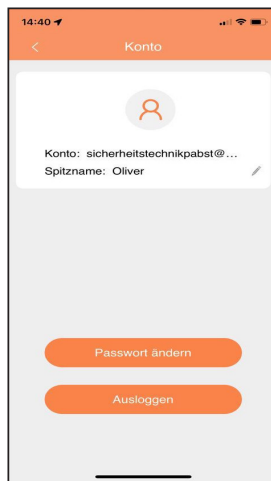 14:40
Konto
Konto: sicherheitstechnikpabst@...
Spitzname: Oliver
Passwort ändern
Ausloggen